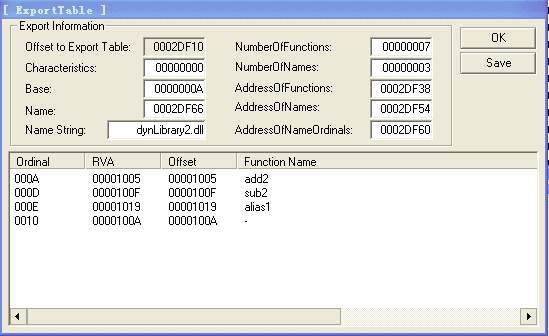 [ ExportTable ]
Export Information
Offset to Export Table: 0002DF10 NumberOfFunctions: 00000007 OK
Characteristics: 00000000 NumberOfNames: 00000003 Save
Base: 0000000A AddressOfFunctions: 0002DF38
Name: 0002DF66 AddressOfNames: 0002DF54
Name String: dynLibrary2.dll AddressOfNameOrdinals: 0002DF60
Ordinal RVA Offset Function Name
000A 00001005 00001005 add2
000D 0000100F 0000100F sub2
000E 00001019 00001019 alias1
0010 0000100A 0000100A -